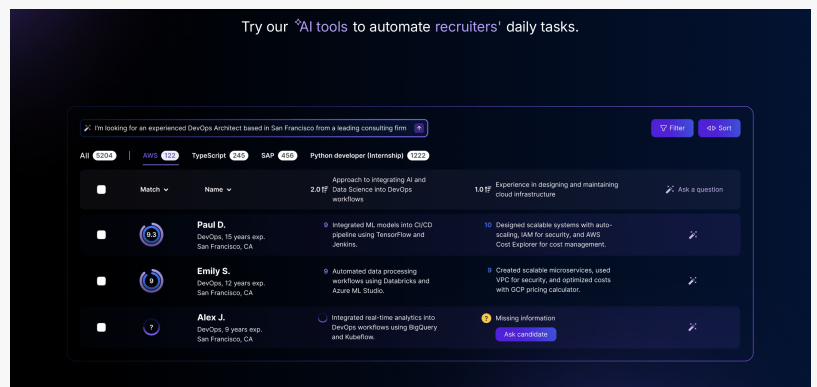 Try our AI tools to automate recruiters' daily tasks.
I'm looking for an experienced DevOps Architect based in San Francisco from a leading consulting firm
Filter
Sort
All 5204
AWS 122
TypeScript 245
SAP 456
Python developer (Internship) 1222
Match
Name
2.0
Approach to integrating AI and
Data Science into DevOps
workflows
1.0
Experience in designing and maintaining
cloud infrastructure
Ask a question
9.3
Paul D.
DevOps, 15 years exp.
San Francisco, CA
9
Integrated ML models into CI/CD
pipeline using TensorFlow and
Jenkins.
10
Designed scalable systems with auto-
scaling, IAM for security, and AWS
Cost Explorer for cost management.
9
Emily S.
DevOps, 12 years exp.
San Francisco, CA
9
Automated data processing
workflows using Databricks and
Azure ML Studio.
9
Created scalable microservices, used
VPC for security, and optimized costs
with GCP pricing calculator.
?
Alex J.
DevOps, 9 years exp.
San Francisco, CA
Integrated real-time analytics into
DevOps workflows using BigQuery
and Kubeflow.
?
Missing information
Ask candidate